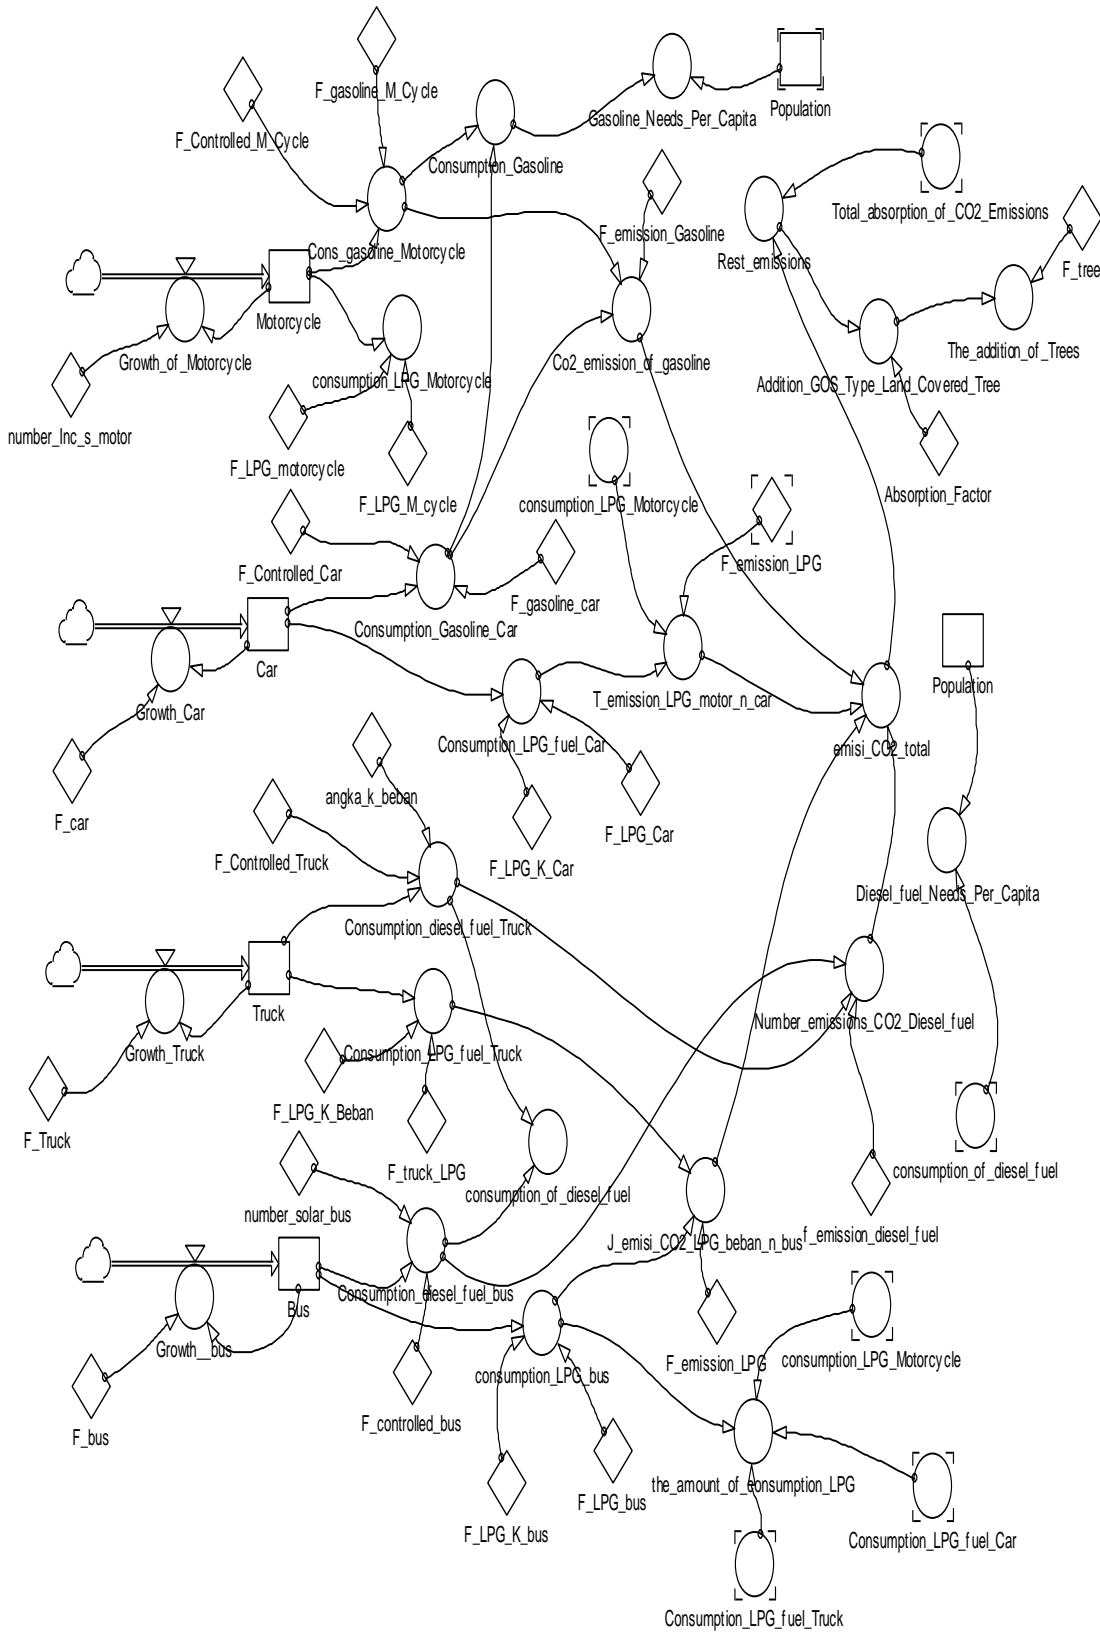 F_gasoline_M_Cycle
F_Controlled_M_Cycle
Gasoline_Needs_Per_Capita
Population
Consumption_Gasoline
Total_absorption_of_CO2_Emissions
F_emission_Gasoline
Cons_gasoline_Motorcycle
Rest_emissions
F_tree
Motorcycle
Growth_of_Motorcycle
Co2_emission_of_gasoline
The_addition_of_Trees
consumption_LPG_Motorcycle
Addition_GOS_Type_Land_Covered_Tree
number_Inc_s_motor
F_LPG_motorcycle
F_LPG_M_cycle
consumption_LPG_Motorcycle
Absorption_Factor
F_emission_LPG
F_Controlled_Car
F_gasoline_car
Consumption_Gasoline_Car
Car
Growth_Car
T_emission_LPG_motor_n_car
Population
Consumption_LPG_fuel_Car
emisi_CO2_total
angka_k_beban
F_car
F_LPG_Car
F_Controlled_Truck
F_LPG_K_Car
Diesel_fuel_Needs_Per_Capita
Consumption_diesel_fuel_Truck
Truck
Number_emissions_CO2_Diesel_fuel
Growth_Truck
Consumption_LPG_fuel_Truck
F_LPG_K_Beban
F_Truck
F_truck_LPG
consumption_of_diesel_fuel
consumption_of_diesel_fuel
number_solar_bus
J_emisi_CO2_LPG_beban_n_bus
f_emission_diesel_fuel
Consumption_diesel_fuel_bus
Bus
Growth__bus
F_emission_LPG
consumption_LPG_Motorcycle
consumption_LPG_bus
F_controlled_bus
F_bus
the_amount_of_consumption_LPG
F_LPG_bus
F_LPG_K_bus
Consumption_LPG_fuel_Car
Consumption_LPG_fuel_Truck